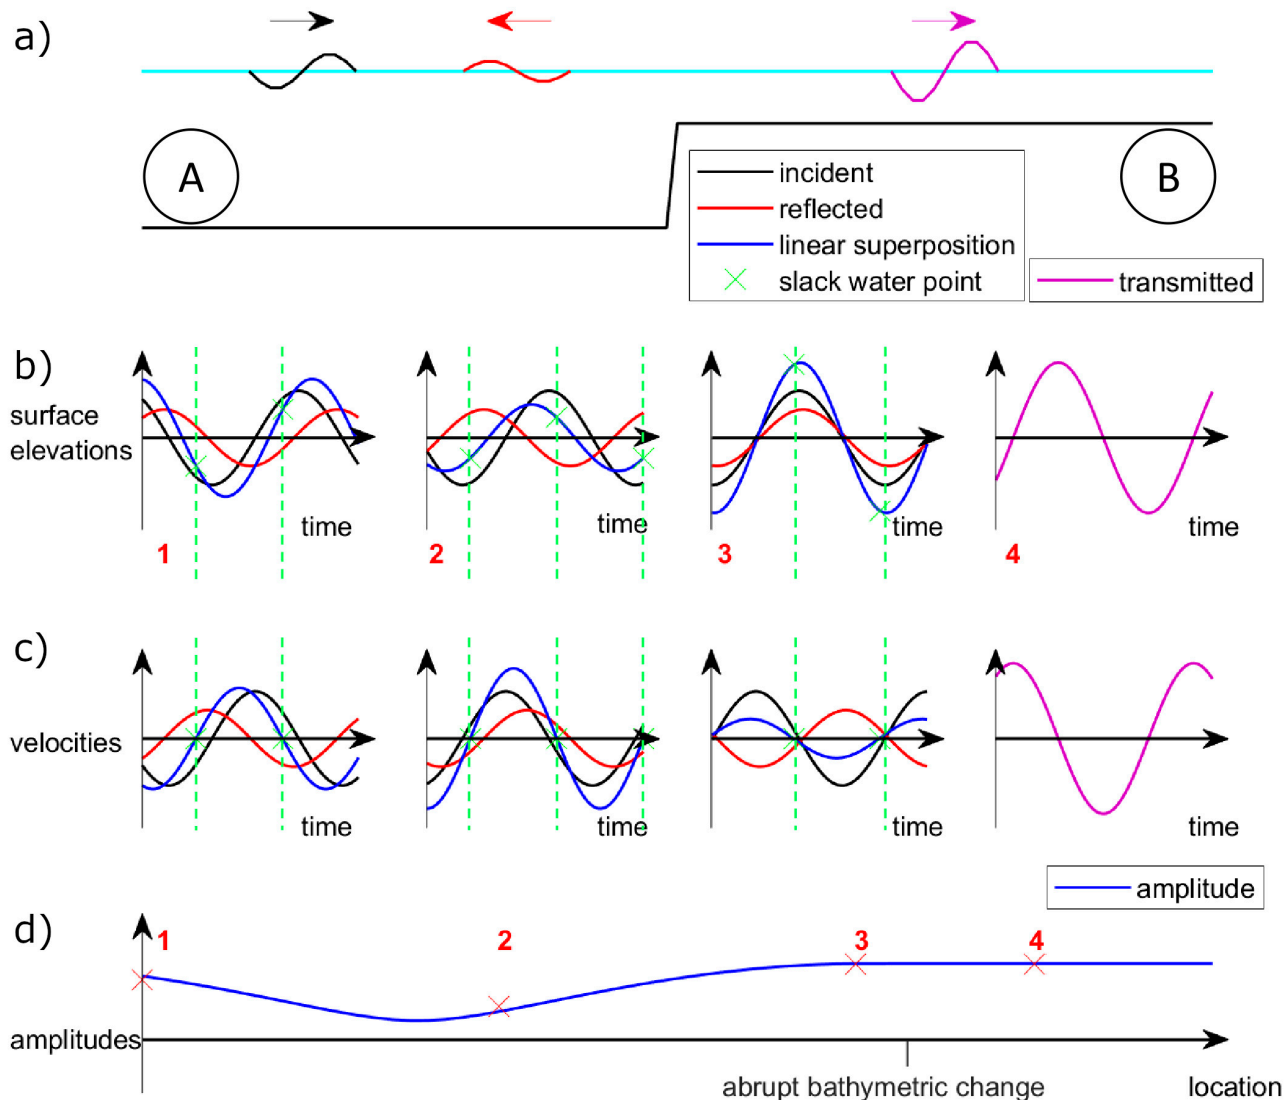 a)
A
B
incident
reflected
linear superposition
slack water point
transmitted
b)
surface
elevations
time
time
time
time
1
2
3
4
c)
velocities
time
time
time
time
amplitude
d)
1
2
3
4
amplitudes
abrupt bathymetric change
location